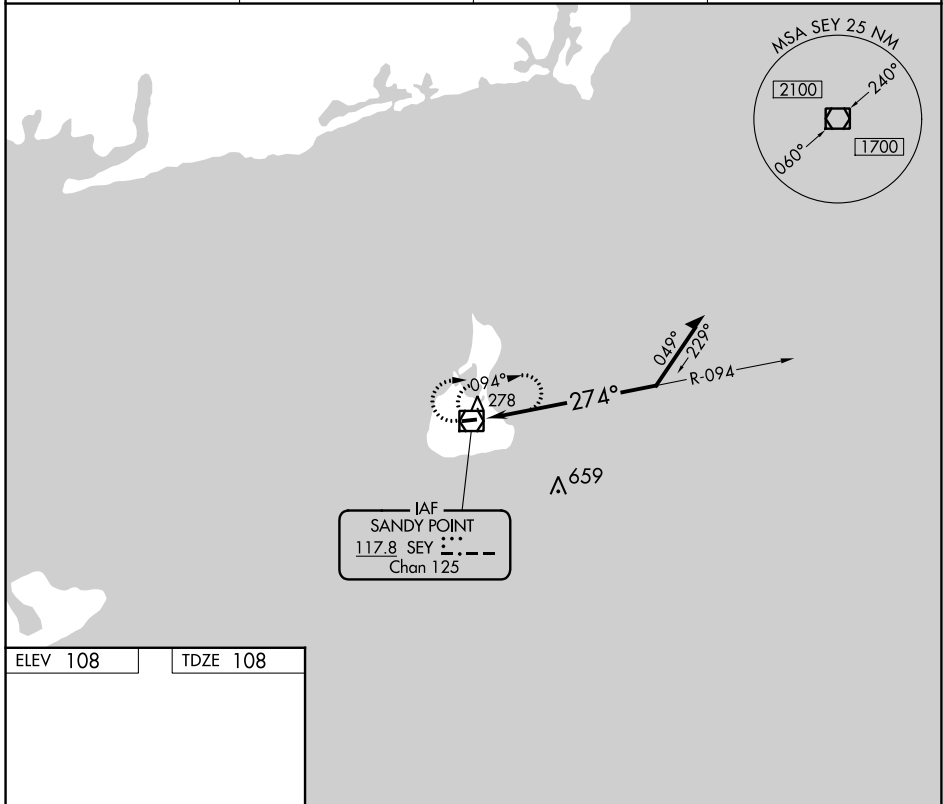 MSA SEY 25 NM
2100
240°
060°
1700
049°
229°
R-094
094°
278
274°
659
IAF
SANDY POINT
117.8 SEY
Chan 125
ELEV 108
TDZE 108